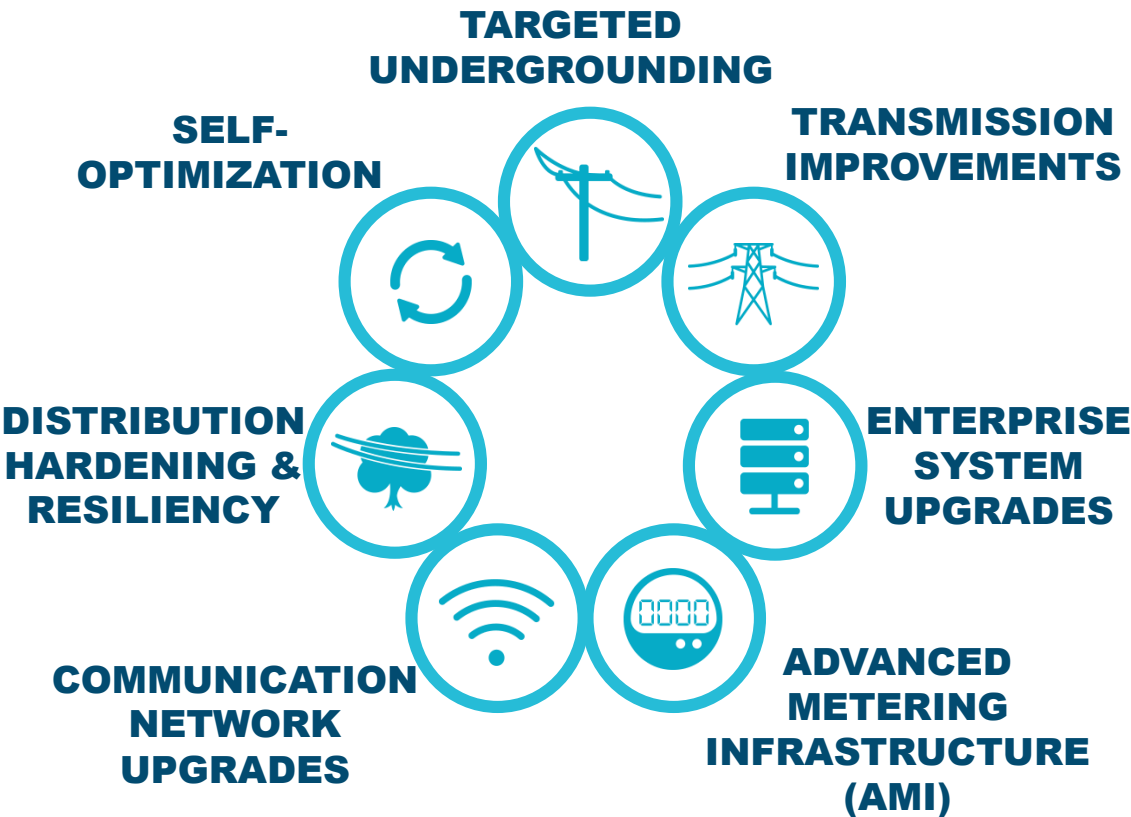 TARGETED
UNDERGROUNDING
TRANSMISSION
IMPROVEMENTS
SELF-
OPTIMIZATION
DISTRIBUTION
HARDENING &
RESILIENCY
ENTERPRISE
SYSTEM
UPGRADES
0000
COMMUNICATION
NETWORK
UPGRADES
ADVANCED
METERING
INFRASTRUCTURE
(AMI)